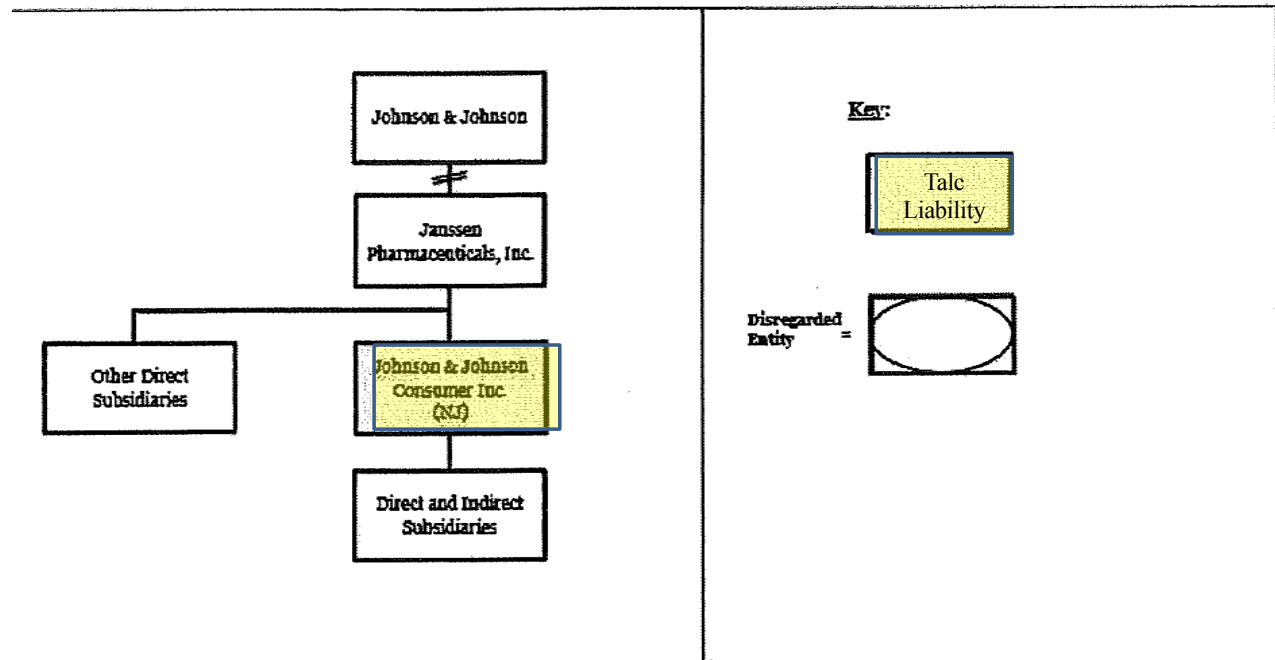 Johnson & Johnson
Janssen
Pharmaceuticals, Inc.
Other Direct
Subsidiaries
Johnson & Johnson
Consumer Inc.
(NJ)
Direct and Indirect
Subsidiaries
Key:
Talc
Liability
Disregarded
Entity =